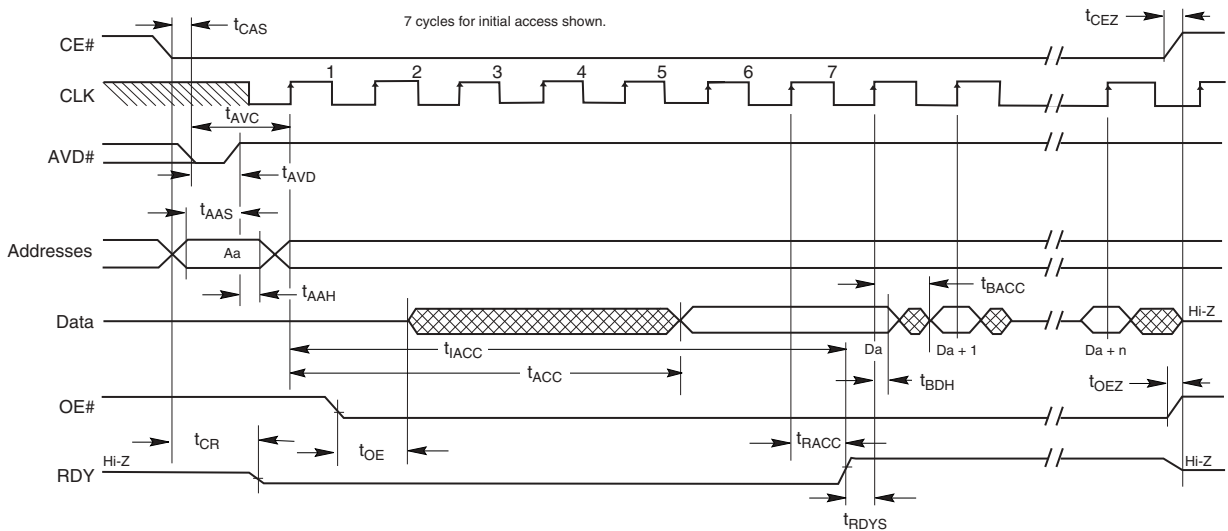 7 cycles for initial access shown.
tCAS
tCEZ
CE#
1 2 3 4 5 6 7
CLK
tAVC
AVD#
tAVD
tAAS
Addresses
Aa
tAAH
tBACC
Data
Hi-Z
tIACC
Da
Da + 1
Da + n
tACC
tBDH
tOEZ
OE#
tCR
tOE
tRACC
Hi-Z
Hi-Z
RDY
tRDYS